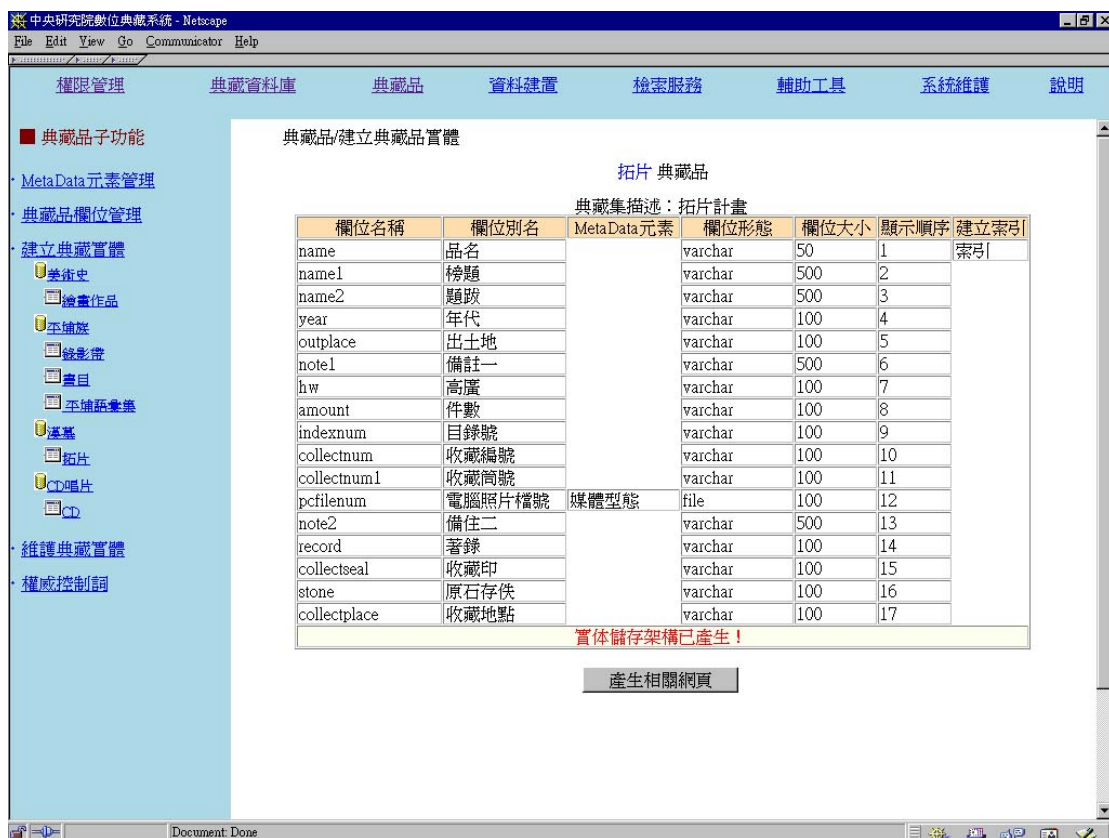 中央研究院數位典藏系統 - Netscape
File Edit View Go Communicator Help
權限管理 典藏資料庫 典藏品 資料建置 檢索服務 輔助工具 系統維護 說明
典藏品子功能
· MetaData元素管理
· 典藏品欄位管理
· 建立典藏實體
美術史
繪畫作品
平埔族
錄影帶
書目
平埔語彙集
漢墓
拓片
CD唱片
CD
· 維護典藏實體
· 權威控制詞
典藏品/建立典藏品實體
拓片 典藏品
典藏集描述：拓片計畫
欄位名稱 欄位別名 MetaData元素 欄位形態 欄位大小 顯示順序 建立索引
name 品名 varchar 50 1 索引
name1 榜題 varchar 500 2
name2 題跋 varchar 500 3
year 年代 varchar 100 4
outplace 出土地 varchar 100 5
note1 備註一 varchar 500 6
hw 高廣 varchar 100 7
amount 件數 varchar 100 8
indexnum 目錄號 varchar 100 9
collectnum 收藏編號 varchar 100 10
collectnum1 收藏筒號 varchar 100 11
pcfilenum 電腦照片檔號 媒體型態 file 100 12
note2 備住二 varchar 500 13
record 著錄 varchar 100 14
collectseal 收藏印 varchar 100 15
stone 原石存佚 varchar 100 16
collectplace 收藏地點 varchar 100 17
實体儲存架構已產生！
產生相關網頁
Document: Done